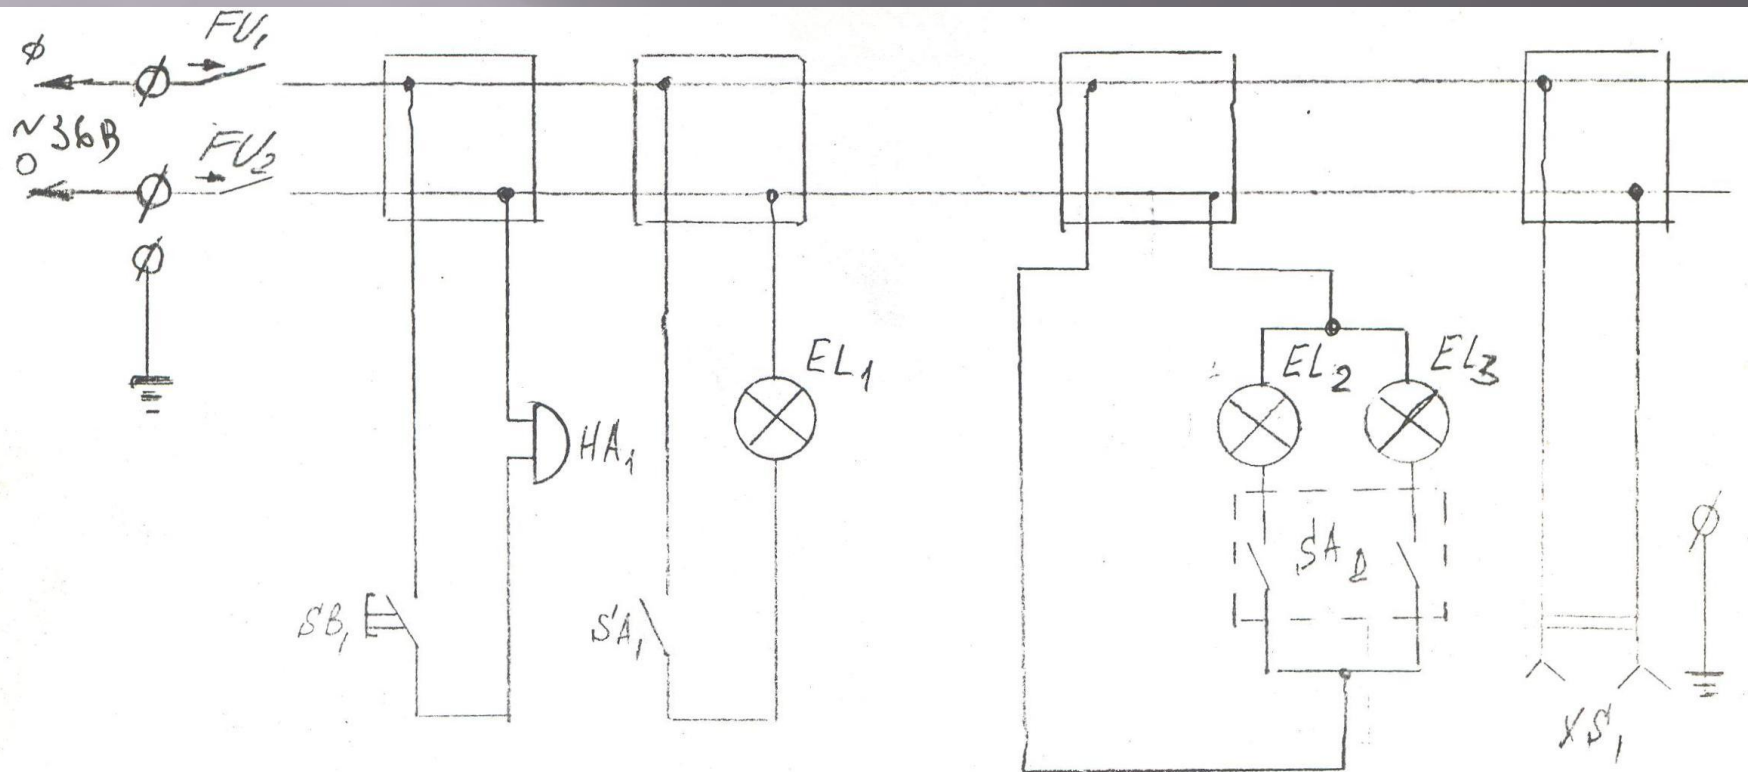 ф
FU₁
~36В
0
FU₂
EL₁
EL₂
EL₃
HA₁
SA₂
SB₁
SA₁
XS₁